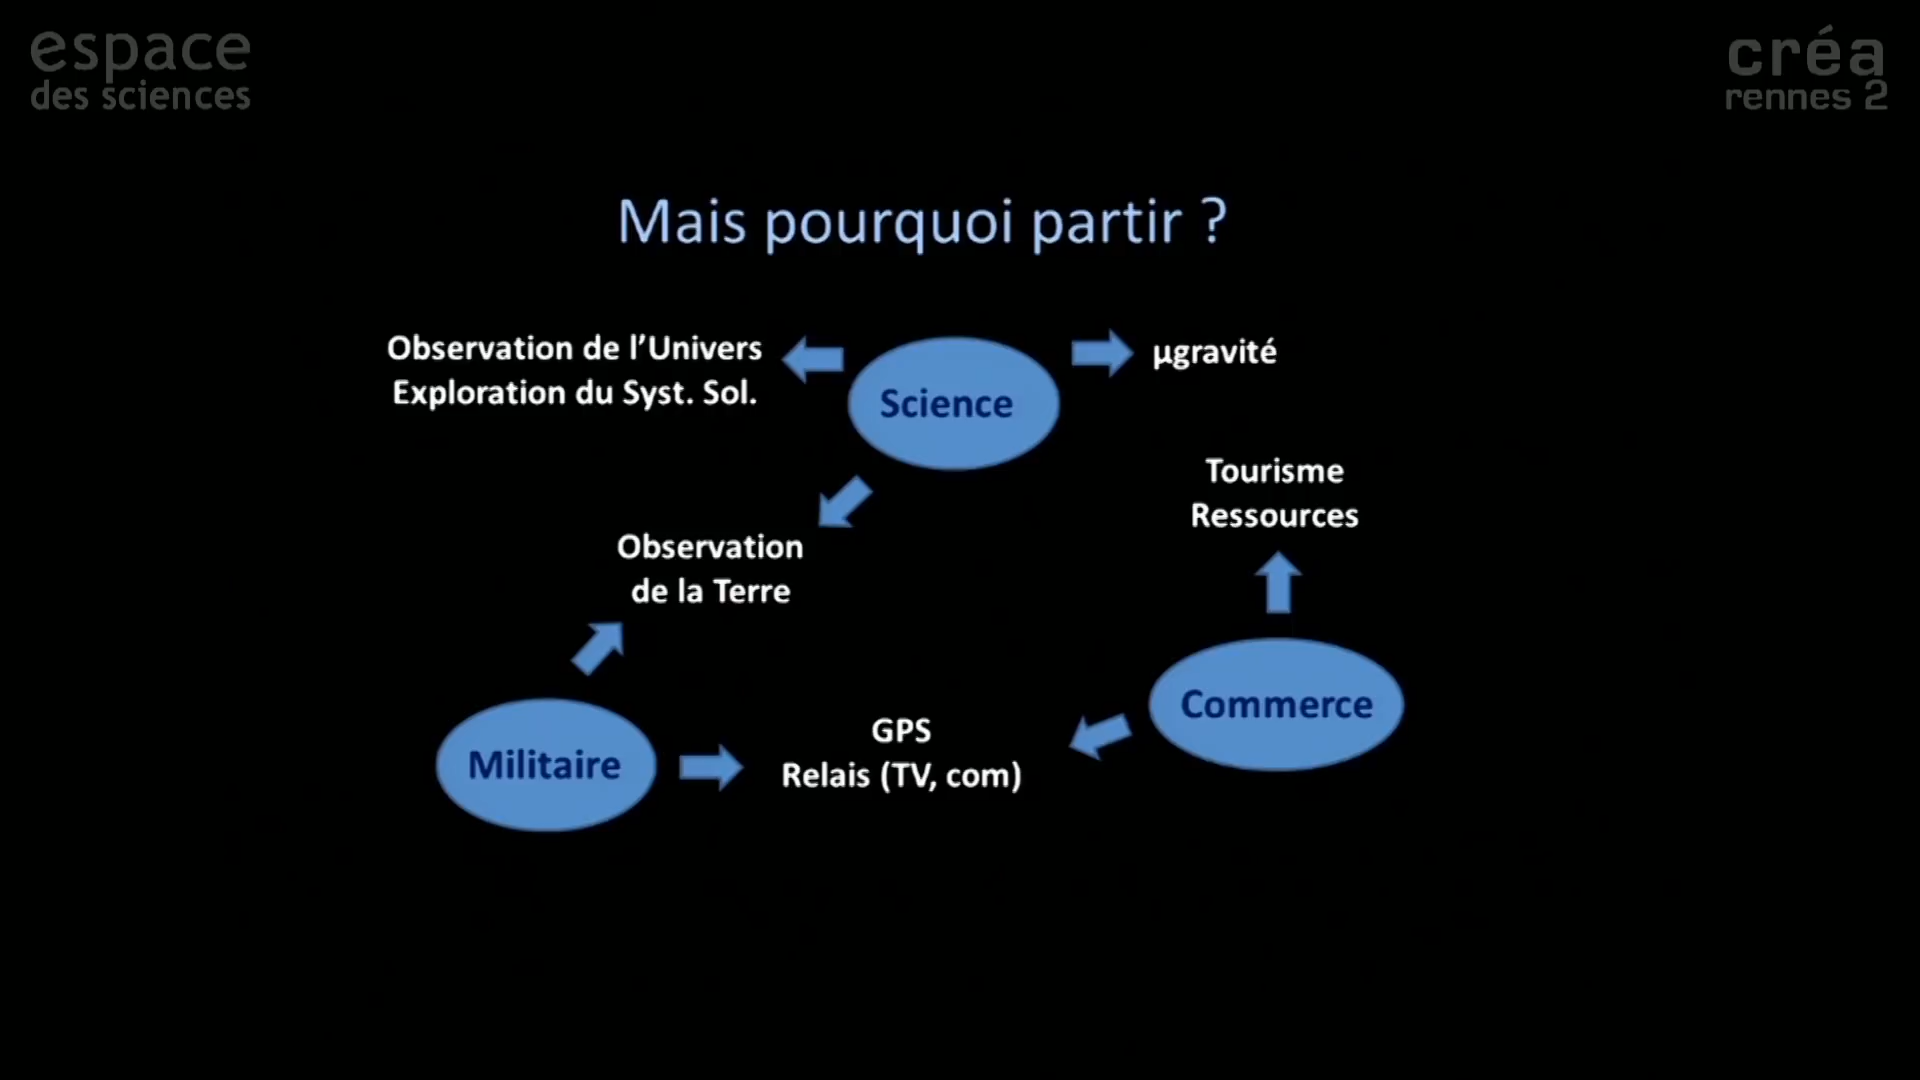 espace
des sciences
créa
rennes 2
Mais pourquoi partir ?
Observation de l’Univers
Exploration du Syst. Sol.
Science
µgravité
Tourisme
Ressources
Observation
de la Terre
Militaire
GPS
Relais (TV, com)
Commerce